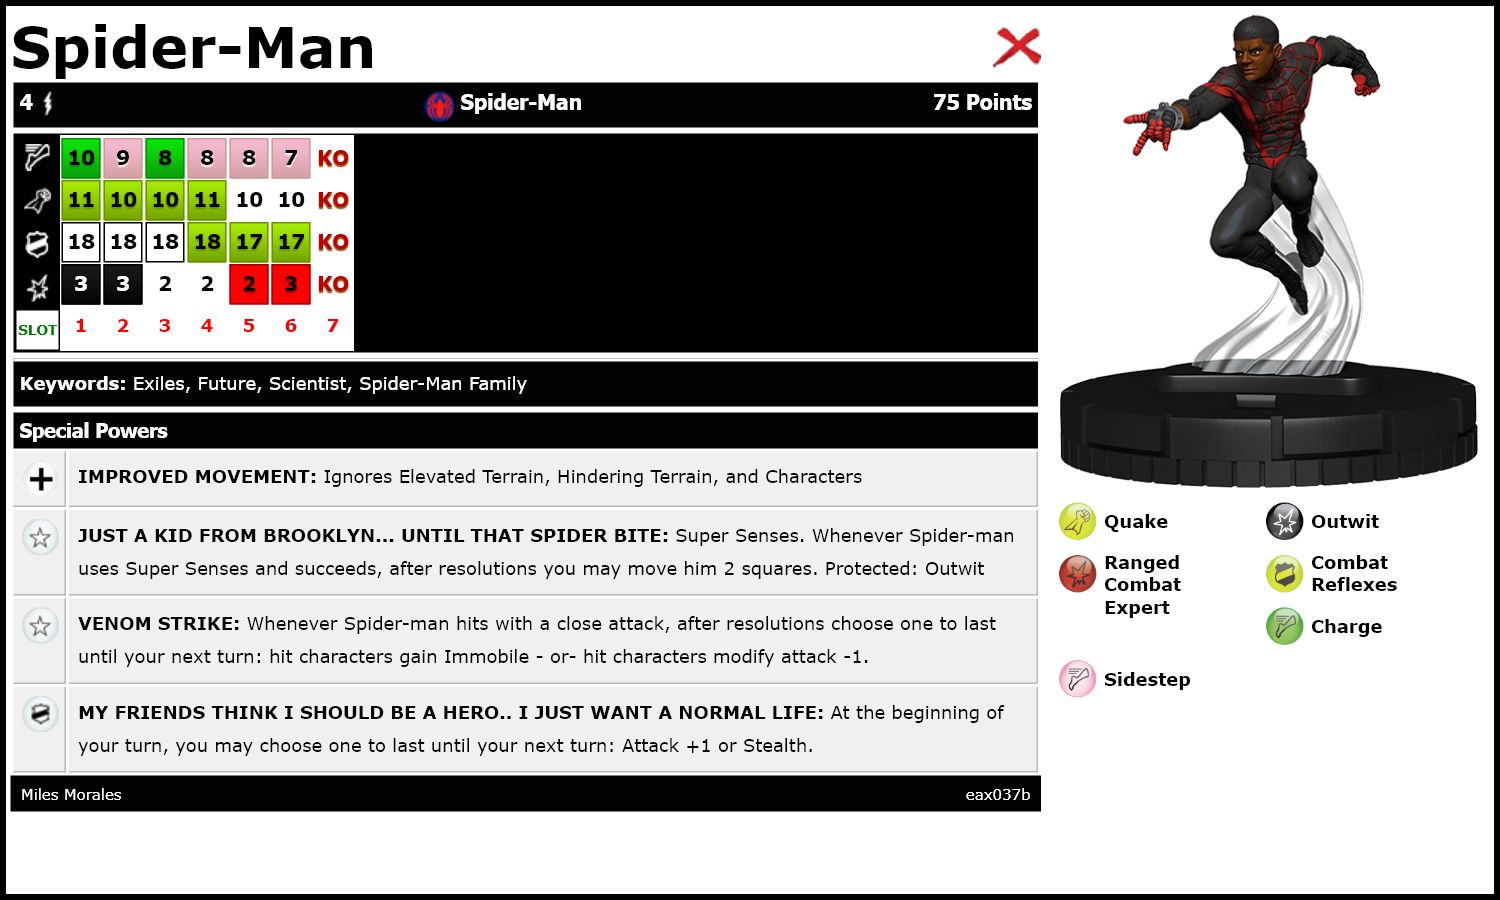 Spider-Man
4 Spider-Man 75 Points
10 9 8 8 8 7 KO
11 10 10 11 10 10 KO
18 18 18 18 17 17 KO
3 3 2 2 2 3 KO
SLOT 1 2 3 4 5 6 7
Keywords: Exiles, Future, Scientist, Spider-Man Family
Special Powers
IMPROVED MOVEMENT: Ignores Elevated Terrain, Hindering Terrain, and Characters
JUST A KID FROM BROOKLYN... UNTIL THAT SPIDER BITE: Super Senses. Whenever Spider-man
uses Super Senses and succeeds, after resolutions you may move him 2 squares. Protected: Outwit
VENOM STRIKE: Whenever Spider-man hits with a close attack, after resolutions choose one to last
until your next turn: hit characters gain Immobile - or- hit characters modify attack -1.
MY FRIENDS THINK I SHOULD BE A HERO.. I JUST WANT A NORMAL LIFE: At the beginning of
your turn, you may choose one to last until your next turn: Attack +1 or Stealth.
Miles Morales eax037b
Quake
Outwit
Ranged
Combat
Expert
Combat
Reflexes
Charge
Sidestep